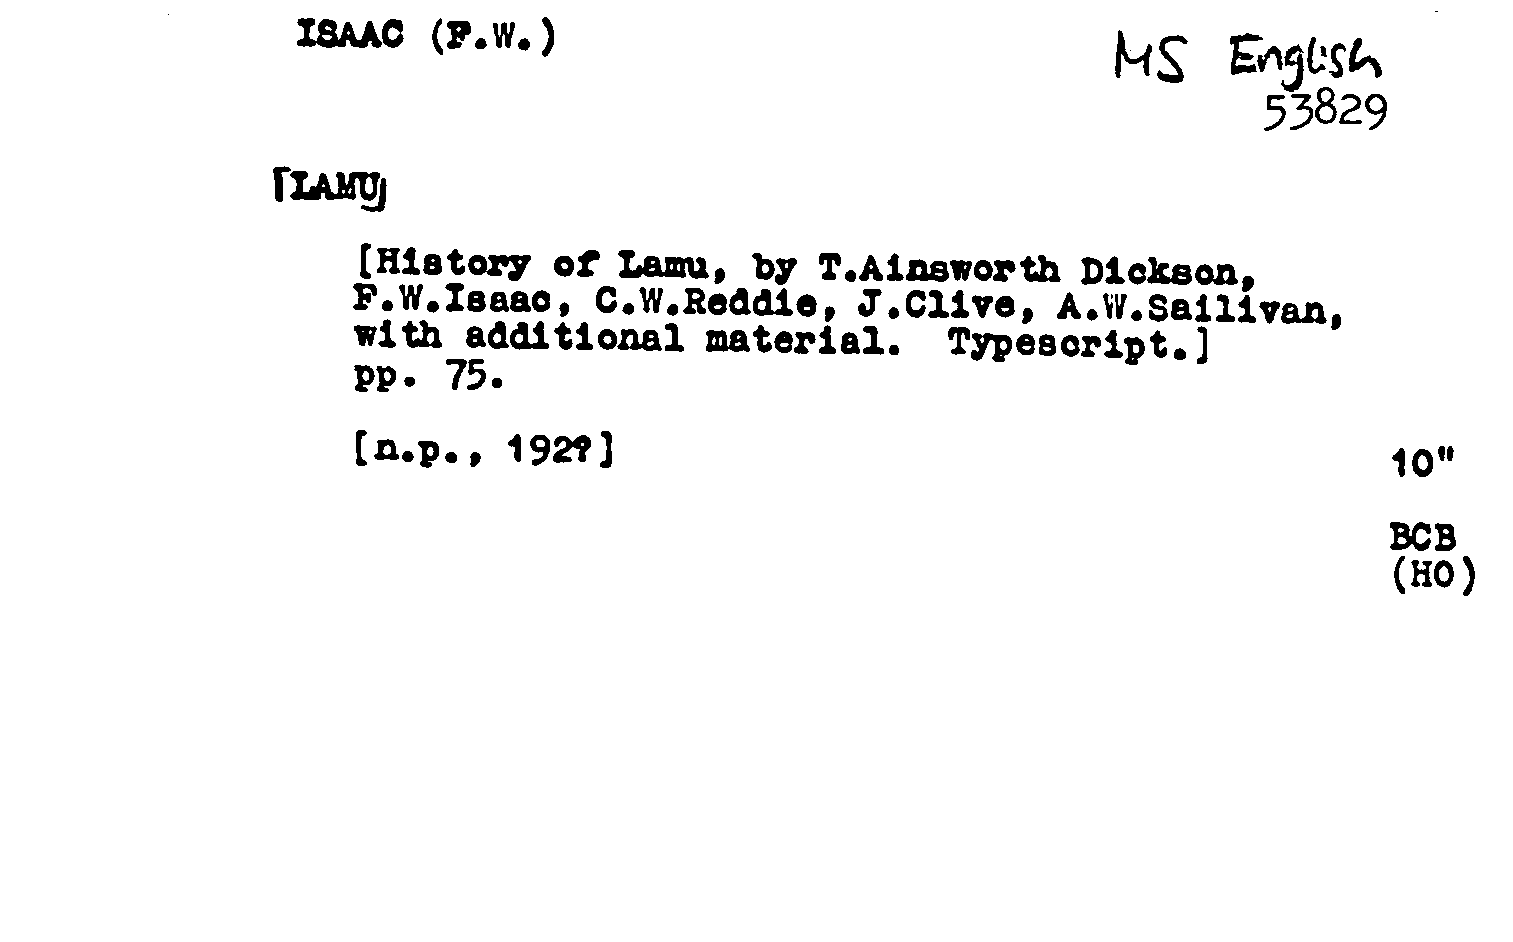 ISAAC (F.W.)
MS English
53829
[LAMU]
[History of Lamu, by T.Ainsworth Dickson,
F.W.Isaac, C.W.Reddie, J.Clive, A.W.Sailivan,
with additional material.  Typescript.]
pp. 75.
[n.p., 192?]
10"
BCB
(HO)